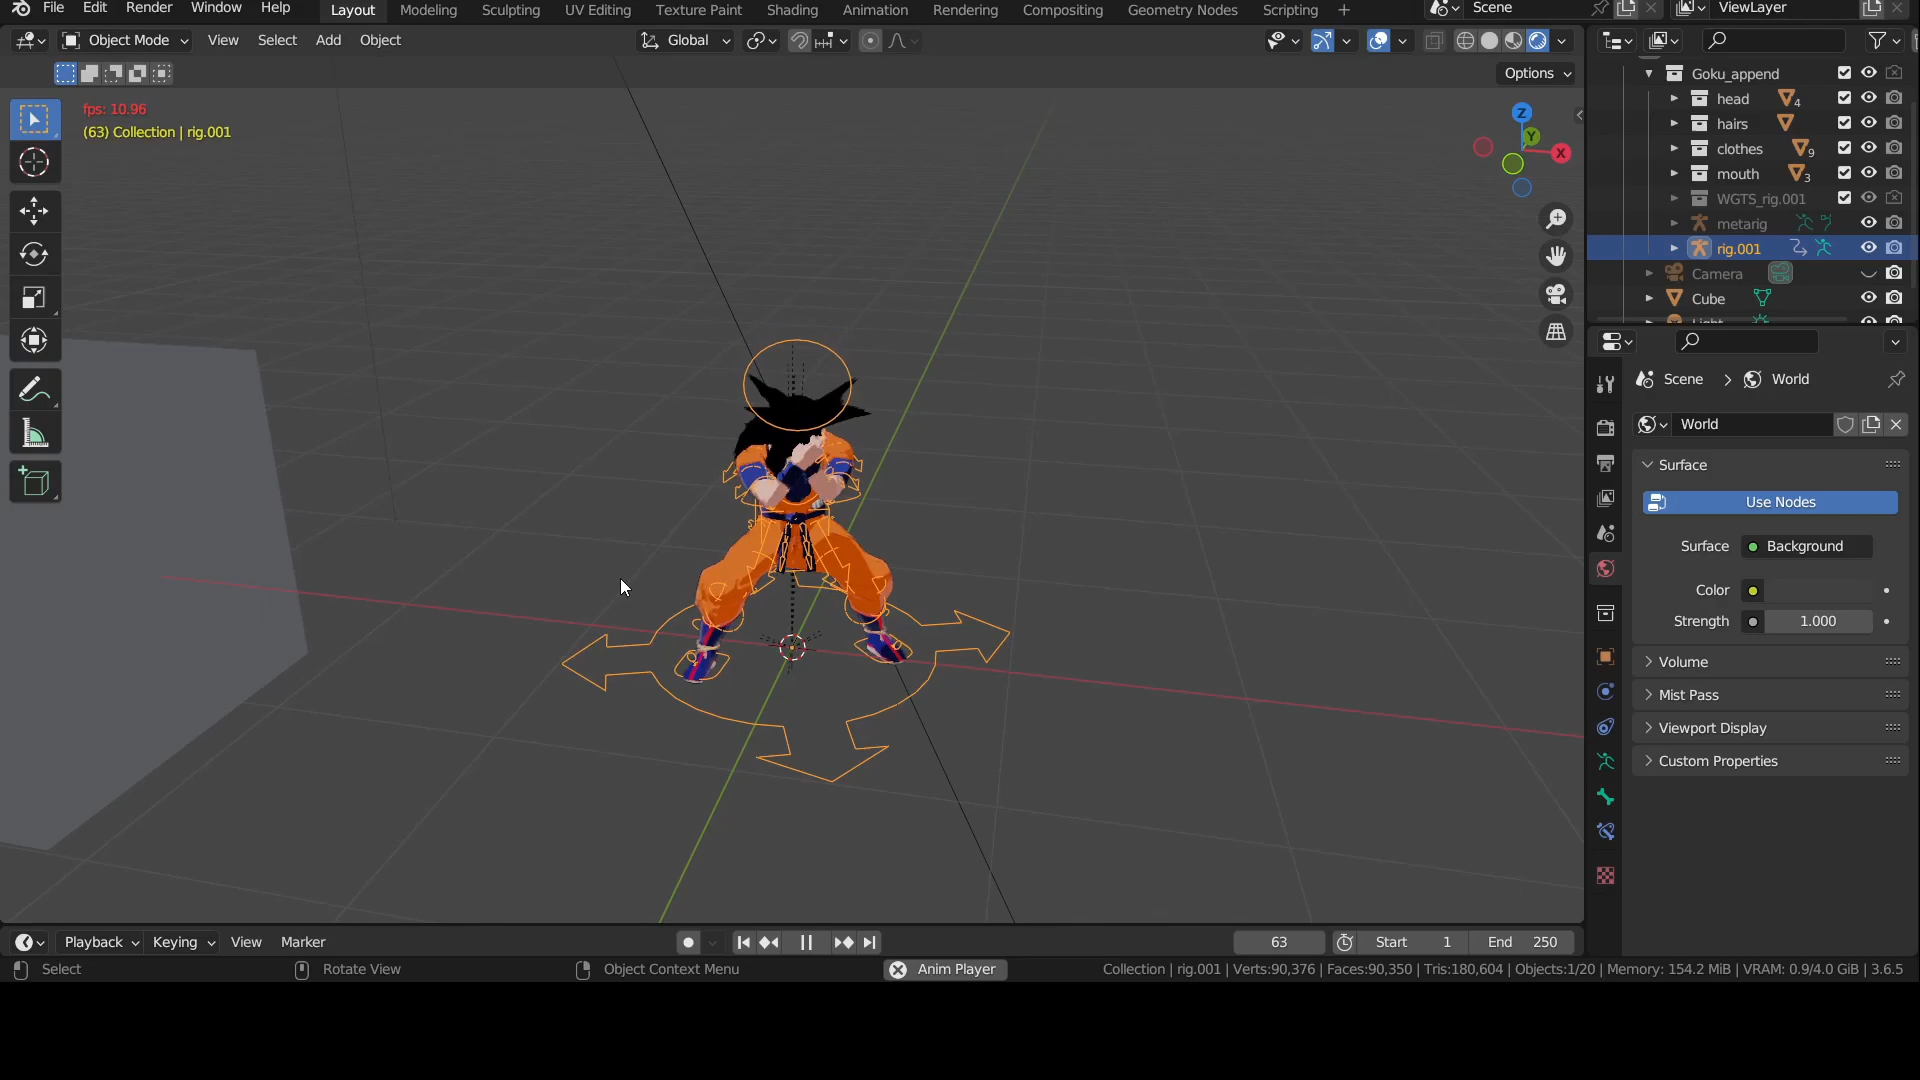 File Edit Render Window Help Layout Modeling Sculpting UV Editing Texture Paint Shading Animation Rendering Compositing Geometry Nodes Scripting + Scene ViewLayer
Object Mode View Select Add Object Global
Options
fps: 10.96
(63) Collection | rig.001
Z
Y
X
Goku_append
head 4
hairs
clothes 9
mouth 3
WGTS_rig.001
metarig
rig.001
Camera
Cube
Light
Scene > World
World
Surface
Use Nodes
Surface Background
Color
Strength 1.000
Volume
Mist Pass
Viewport Display
Custom Properties
Playback Keying View Marker 63 Start 1 End 250
Select Rotate View Object Context Menu Anim Player Collection | rig.001 | Verts:90,376 | Faces:90,350 | Tris:180,604 | Objects:1/20 | Memory: 154.2 MiB | VRAM: 0.9/4.0 GiB | 3.6.5